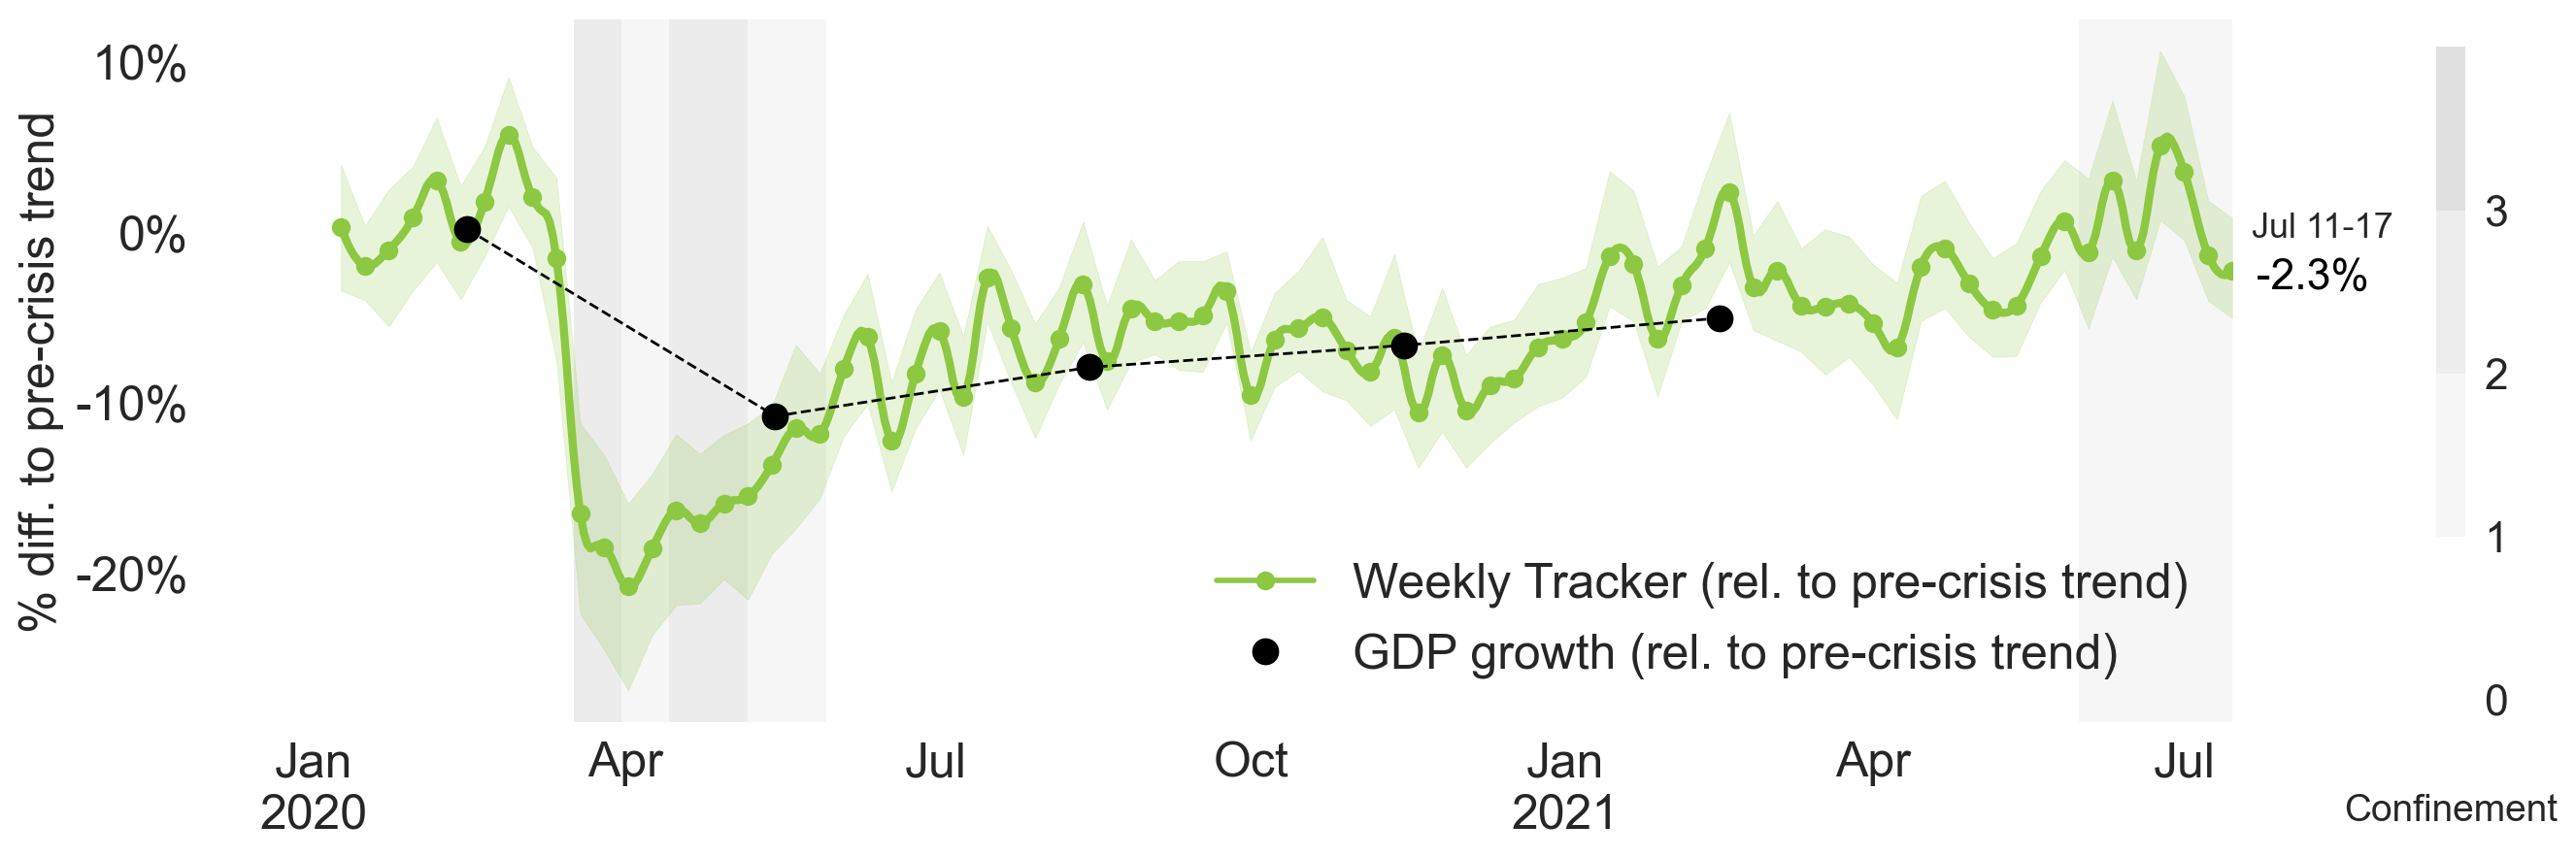 % diff. to pre-crisis trend
10%
0%
-10%
-20%
Jul 11-17
-2.3%
Weekly Tracker (rel. to pre-crisis trend)
GDP growth (rel. to pre-crisis trend)
Jan
2020
Apr
Jul
Oct
Jan
2021
Apr
Jul
3
2
1
0
Confinement